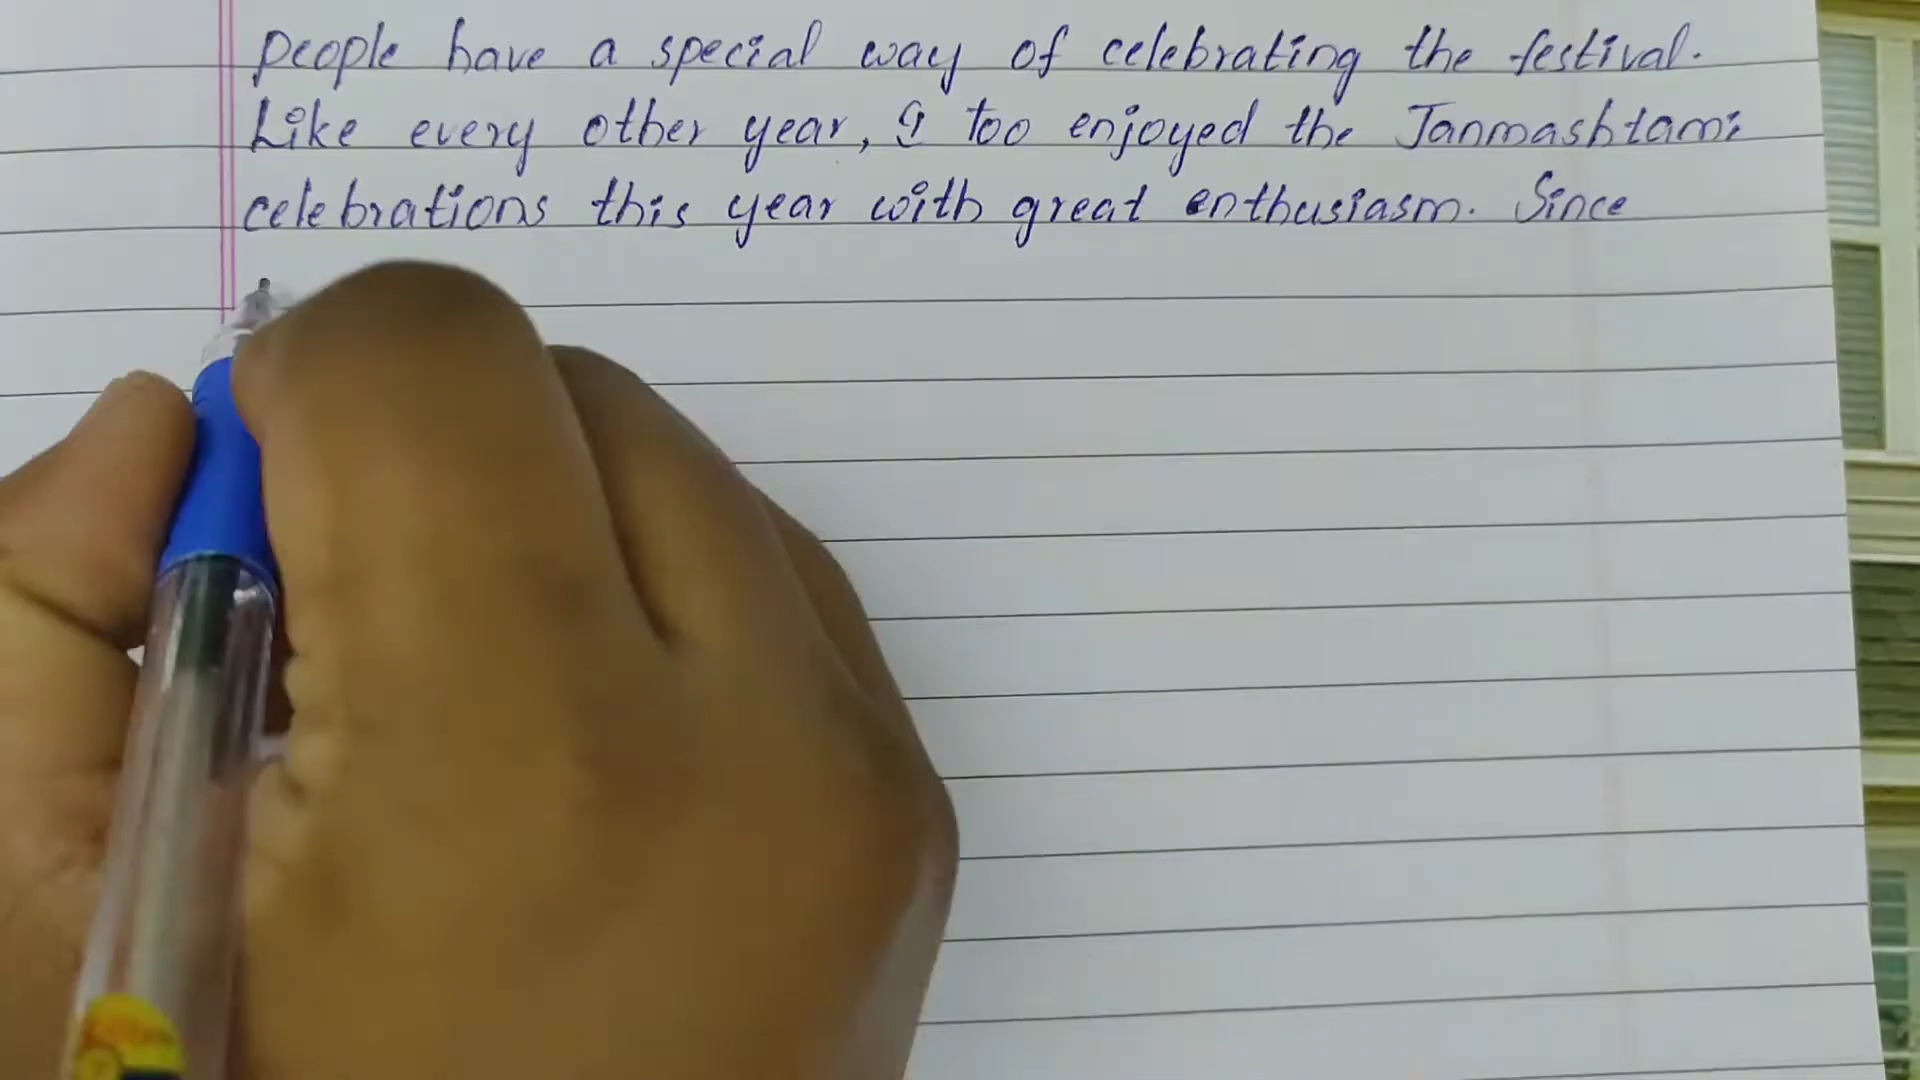 people have a special way of celebrating the festival.
Like every other year, I too enjoyed the Janmashtami
celebrations this year with great enthusiasm. Since